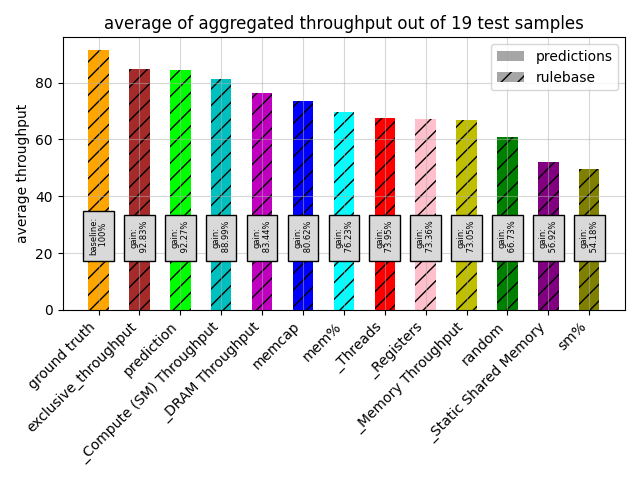 average of aggregated throughput out of 19 test samples
predictions
rulebase
average throughput
80
60
40
20
0
baseline:
100%
gain:
92.83%
gain:
92.27%
gain:
88.99%
gain:
83.44%
gain:
80.62%
gain:
76.23%
gain:
73.95%
gain:
73.36%
gain:
73.05%
gain:
66.73%
gain:
56.92%
gain:
54.18%
ground truth
exclusive_throughput
prediction
_Compute (SM) Throughput
_DRAM Throughput
memcap
mem%
_Threads
_Registers
_Memory Throughput
random
_Static Shared Memory
sm%